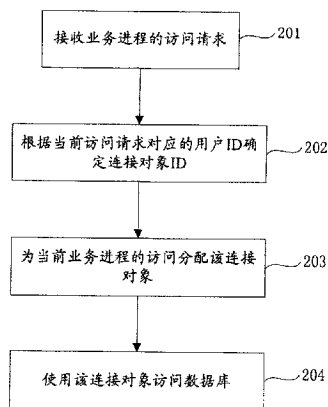 接收业务进程的访问请求
201
根据当前访问请求对应的用户ID确
定连接对象ID
202
为当前业务进程的访问分配该连接
对象
203
使用该连接对象访问数据库
204